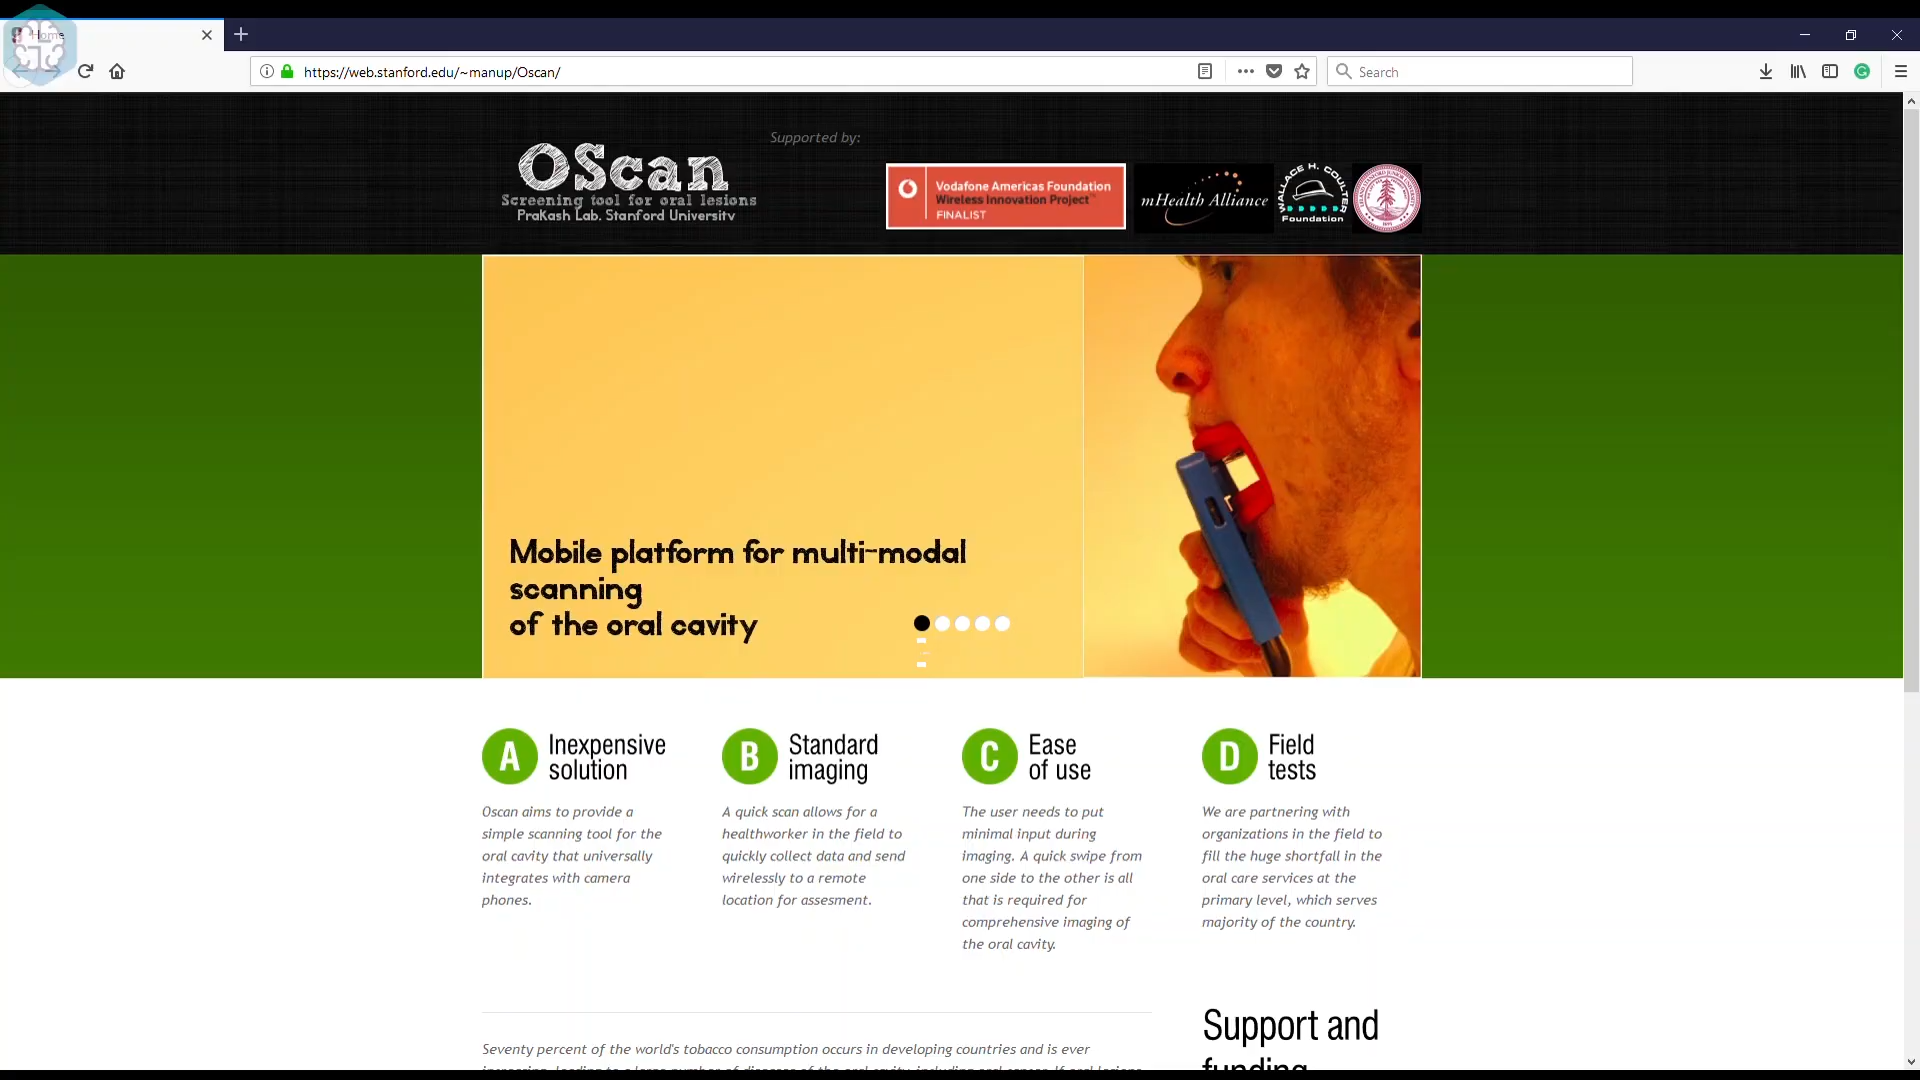 Home
https://web.stanford.edu/~manup/Oscan/
Search
OScan
Screening tool for oral lesions
Prakash Lab. Stanford University
Supported by:
Vodafone Americas Foundation
Wireless Innovation Project
FINALIST
mHealth Alliance
WALLACE H. COULTER
Foundation
Mobile platform for multi-modal
scanning
of the oral cavity
A Inexpensive
solution
Oscan aims to provide a
simple scanning tool for the
oral cavity that universally
integrates with camera
phones.
B Standard
imaging
A quick scan allows for a
healthworker in the field to
quickly collect data and send
wirelessly to a remote
location for assesment.
C Ease
of use
The user needs to put
minimal input during
imaging. A quick swipe from
one side to the other is all
that is required for
comprehensive imaging of
the oral cavity.
D Field
tests
We are partnering with
organizations in the field to
fill the huge shortfall in the
oral care services at the
primary level, which serves
majority of the country.
Seventy percent of the world's tobacco consumption occurs in developing countries and is ever
Support and
funding